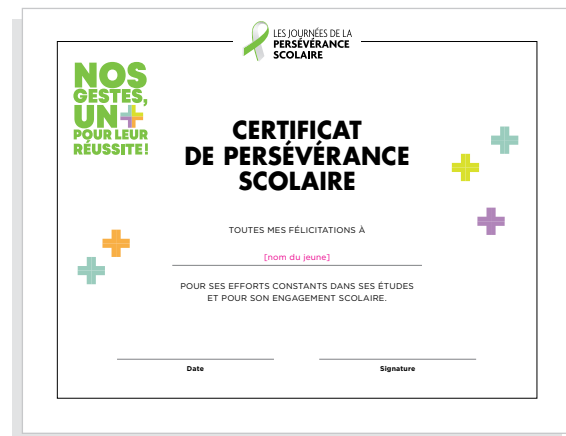 LES JOURNÉES DE LA
PERSÉVÉRANCE
SCOLAIRE
NOS
GESTES,
UN+
POUR LEUR
RÉUSSITE!
CERTIFICAT
DE PERSÉVÉRANCE
SCOLAIRE
TOUTES MES FÉLICITATIONS À
[nom du jeune]
POUR SES EFFORTS CONSTANTS DANS SES ÉTUDES
ET POUR SON ENGAGEMENT SCOLAIRE.
Date Signature